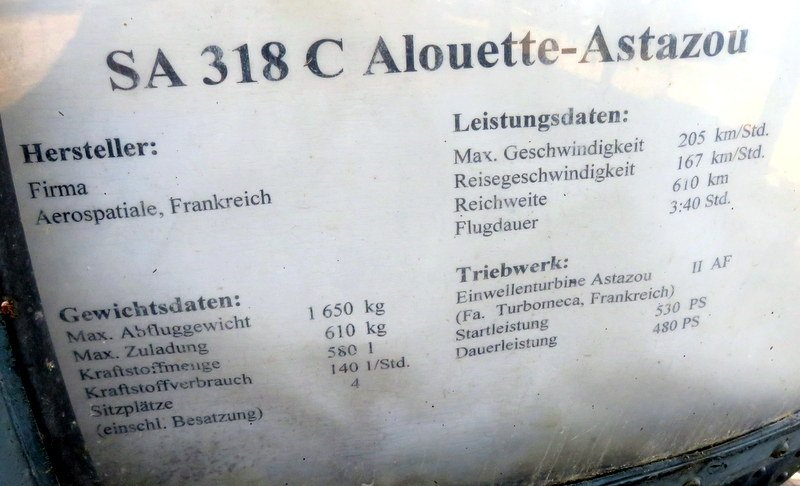 SA 318 C Alouette-Astazou
Hersteller:
Firma
Aerospatiale, Frankreich
Gewichtsdaten:
Max. Abfluggewicht 1 650 kg
Max. Zuladung 610 kg
Kraftstoffmenge 580 l
Kraftstoffverbrauch 140 l/Std.
Sitzplätze 4
(einschl. Besatzung)
Leistungsdaten:
Max. Geschwindigkeit 205 km/Std.
Reisegeschwindigkeit 167 km/Std.
Reichweite 610 km
Flugdauer 3:40 Std.
Triebwerk:
Einwellenturbine Astazou II AF
(Fa. Turbomeca, Frankreich)
Startleistung 530 PS
Dauerleistung 480 PS